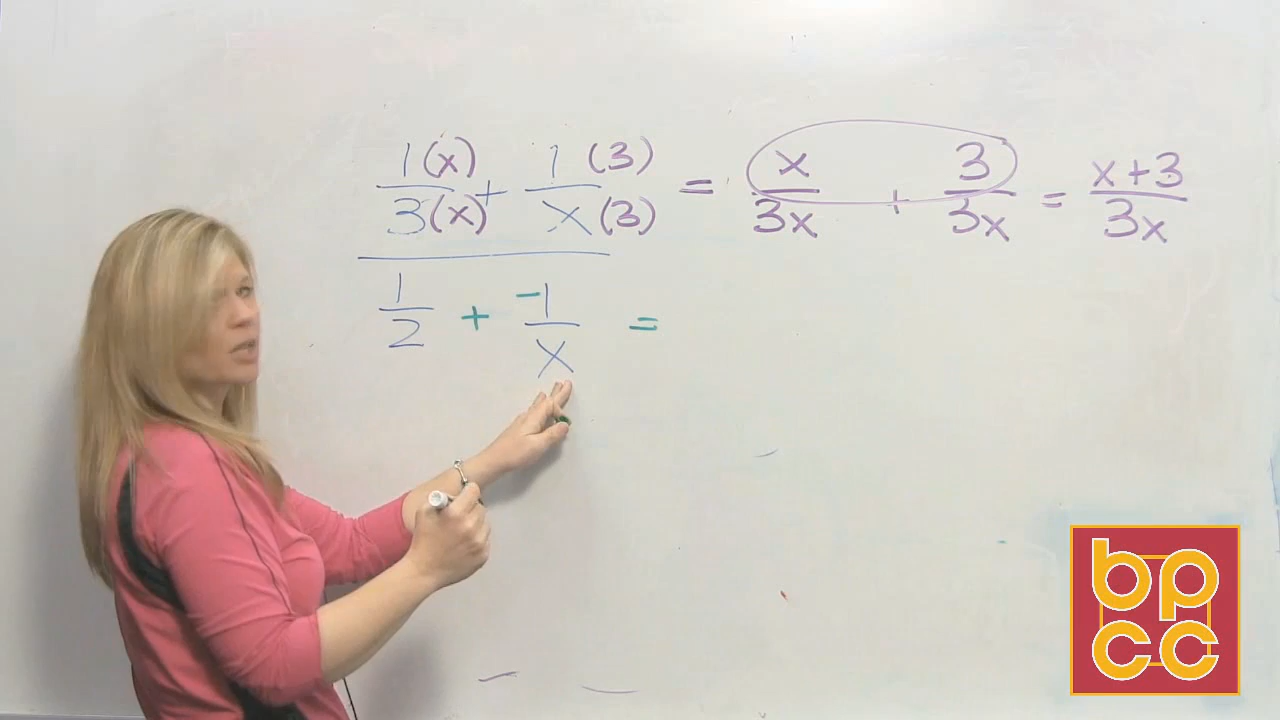 1(x)/3(x) + 1(3)/x(3) = x/3x + 3/3x = x+3/3x
1/2 + -1/x =
bp
cc